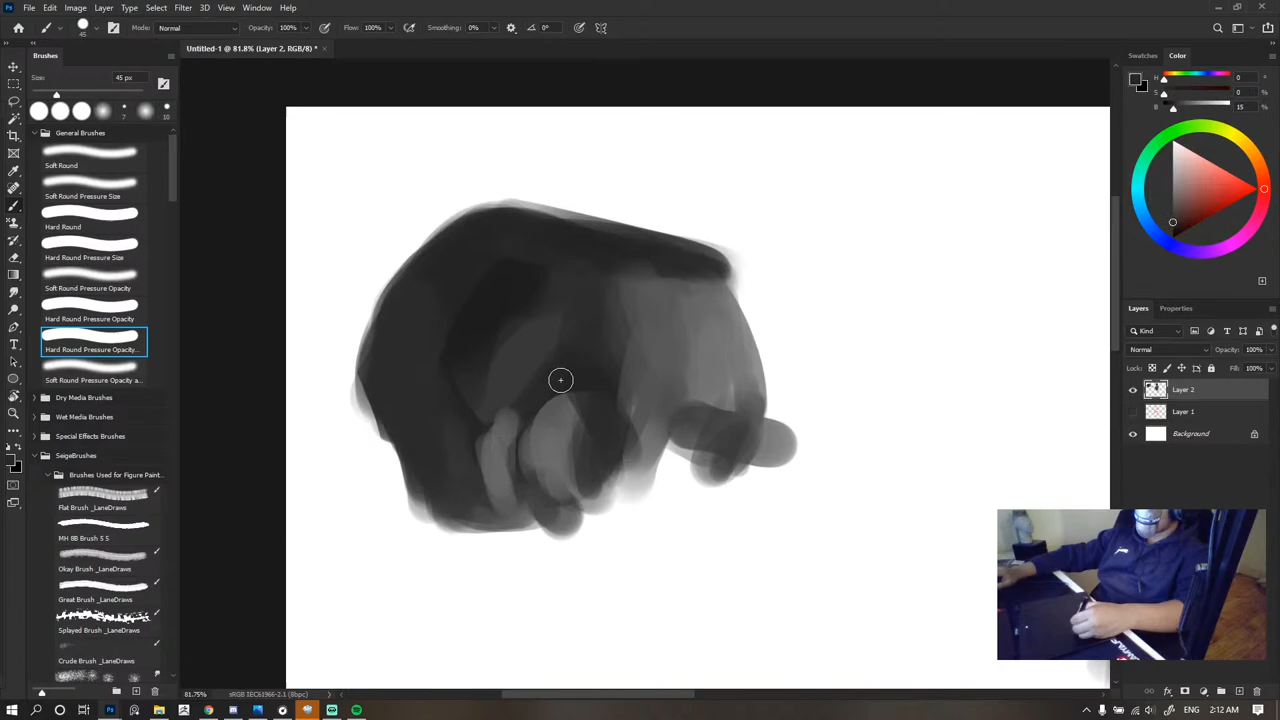 File Edit Image Layer Type Select Filter 3D View Window Help
45 Mode: Normal Opacity: 100% Flow: 100% Smoothing: 0% 0°
Brushes
Untitled-1 @ 81.8% (Layer 2, RGB/8) *
Size: 45 px
7 10
General Brushes
Soft Round
Soft Round Pressure Size
Hard Round
Hard Round Pressure Size
Soft Round Pressure Opacity
Hard Round Pressure Opacity
Hard Round Pressure Opacity...
Soft Round Pressure Opacity a...
Dry Media Brushes
Wet Media Brushes
Special Effects Brushes
SeigeBrushes
Brushes Used for Figure Paint...
Flat Brush _LaneDraws
MH 8B Brush 5 5
Okay Brush _LaneDraws
Great Brush _LaneDraws
Splayed Brush _LaneDraws
Crude Brush _LaneDraws
Swatches Color
H 0 °
S 0 %
B 15 %
Layers Properties
Kind
Normal Opacity: 100%
Lock: Fill: 100%
Layer 2
Layer 1
Background
81.75% sRGB IEC61966-2.1 (8bpc)
2:12 AM